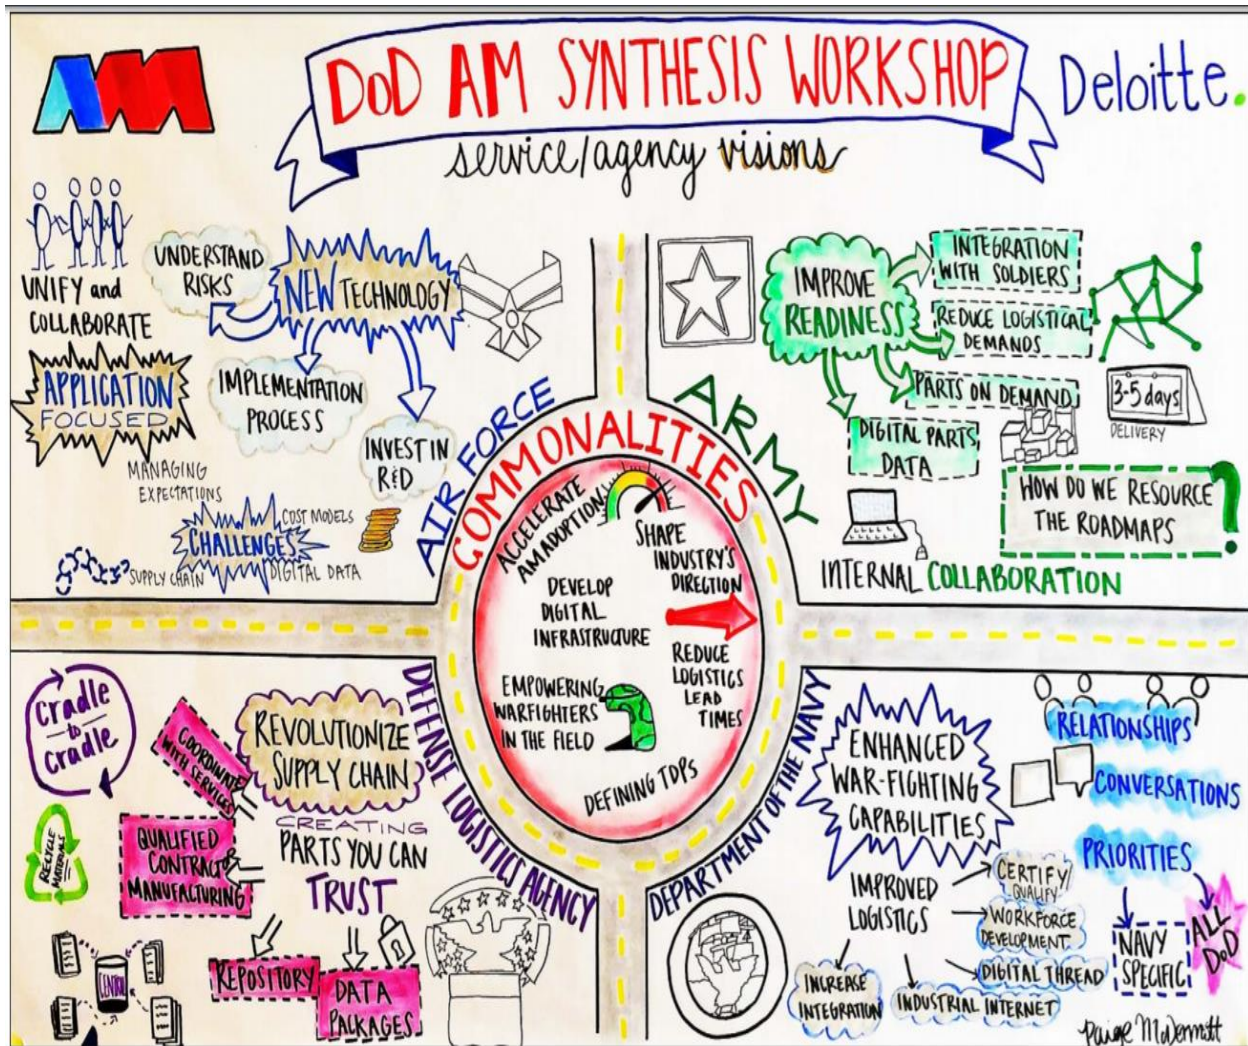 AM
DoD AM SYNTHESIS WORKSHOP
Deloitte.
service/agency visions
UNIFY and
COLLABORATE
APPLICATION
FOCUSED
UNDERSTAND
RISKS
NEW TECHNOLOGY
IMPLEMENTATION
PROCESS
INVEST IN
R&D
MANAGING
EXPECTATIONS
COST MODELS
CHALLENGES
SUPPLY CHAIN
DIGITAL DATA
AIR FORCE
IMPROVE
READINESS
INTEGRATION
WITH SOLDIERS
REDUCE LOGISTICAL
DEMANDS
PARTS ON DEMAND
DIGITAL PARTS
DATA
3-5 days
DELIVERY
HOW DO WE RESOURCE
THE ROADMAPS
?
INTERNAL COLLABORATION
ARMY
COMMONALITIES
ACCELERATE
AM ADOPTION
SHAPE
INDUSTRY'S
DIRECTION
DEVELOP
DIGITAL
INFRASTRUCTURE
REDUCE
LOGISTICS
LEAD
TIMES
EMPOWERING
WARFIGHTERS
IN THE FIELD
DEFINING TDPs
cradle
to
cradle
COORDINATE
WITH SERVICES
REVOLUTIONIZE
SUPPLY CHAIN
CREATING
PARTS YOU CAN
TRUST
QUALIFIED
CONTRACT
MANUFACTURING
RECYCLE
MATERIALS
CENTRAL
REPOSITORY
DATA
PACKAGES
DEFENSE LOGISTICS AGENCY
DEPARTMENT OF THE NAVY
ENHANCED
WAR-FIGHTING
CAPABILITIES
IMPROVED
LOGISTICS
CERTIFY/
QUALIFY
WORKFORCE
DEVELOPMENT
DIGITAL THREAD
INDUSTRIAL INTERNET
INCREASE
INTEGRATION
RELATIONSHIPS
CONVERSATIONS
PRIORITIES
NAVY
SPECIFIC
ALL
DoD
Paige McDermitt